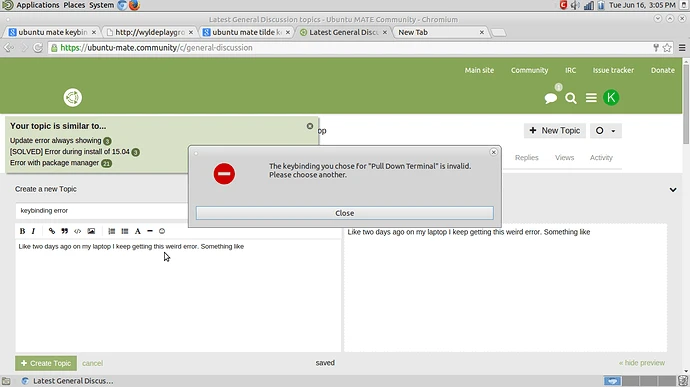 Applications Places System
Tue Jun 16, 3:05 PM
Latest General Discussion topics - Ubuntu MATE Community - Chromium
ubuntu mate keybin
http://wyldeplaygro
ubuntu mate tilde ke
Latest General Discu
New Tab
https://ubuntu-mate.community/c/general-discussion
Main site Community IRC Issue tracker Donate
1
K
Your topic is similar to...
Update error always showing 3
[SOLVED] Error during install of 15.04 3
Error with package manager 21
op
+ New Topic
Replies Views Activity
The keybinding you chose for "Pull Down Terminal" is invalid.
Please choose another.
Close
Create a new Topic
keybinding error
B I A
Like two days ago on my laptop I keep getting this weird error. Something like
Like two days ago on my laptop I keep getting this weird error. Something like
+ Create Topic cancel saved « hide preview
Latest General Discus...